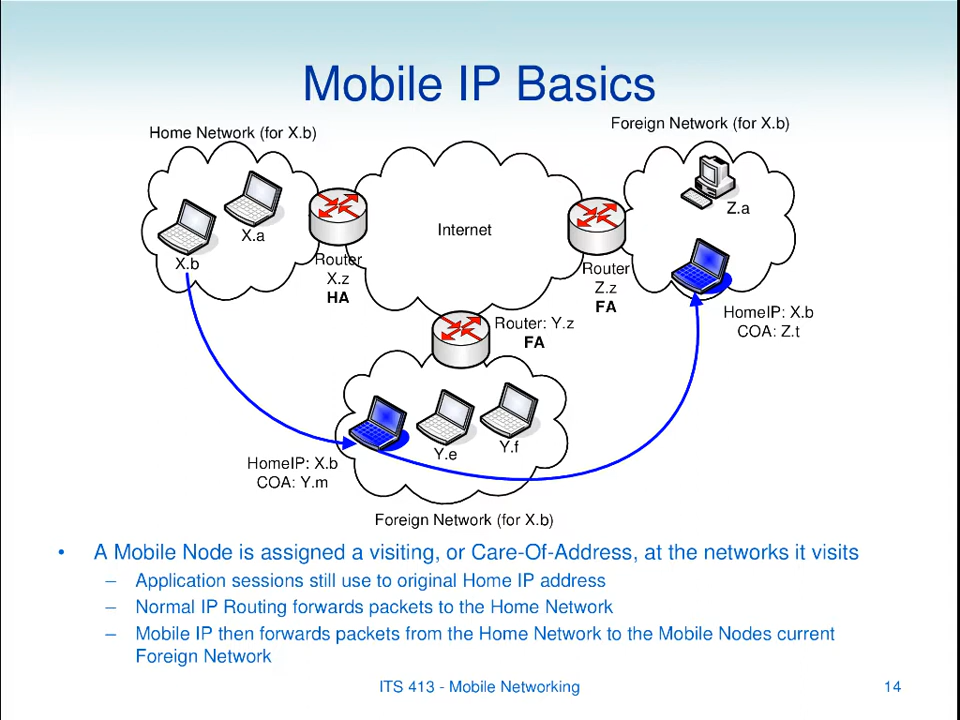 Mobile IP Basics
Home Network (for X.b)
Foreign Network (for X.b)
X.a
X.b
Router
X.z
HA
Internet
Router
Z.z
FA
Z.a
HomeIP: X.b
COA: Z.t
Router: Y.z
FA
Y.e
Y.f
HomeIP: X.b
COA: Y.m
Foreign Network (for X.b)
• A Mobile Node is assigned a visiting, or Care-Of-Address, at the networks it visits
– Application sessions still use to original Home IP address
– Normal IP Routing forwards packets to the Home Network
– Mobile IP then forwards packets from the Home Network to the Mobile Nodes current
Foreign Network
ITS 413 - Mobile Networking
14